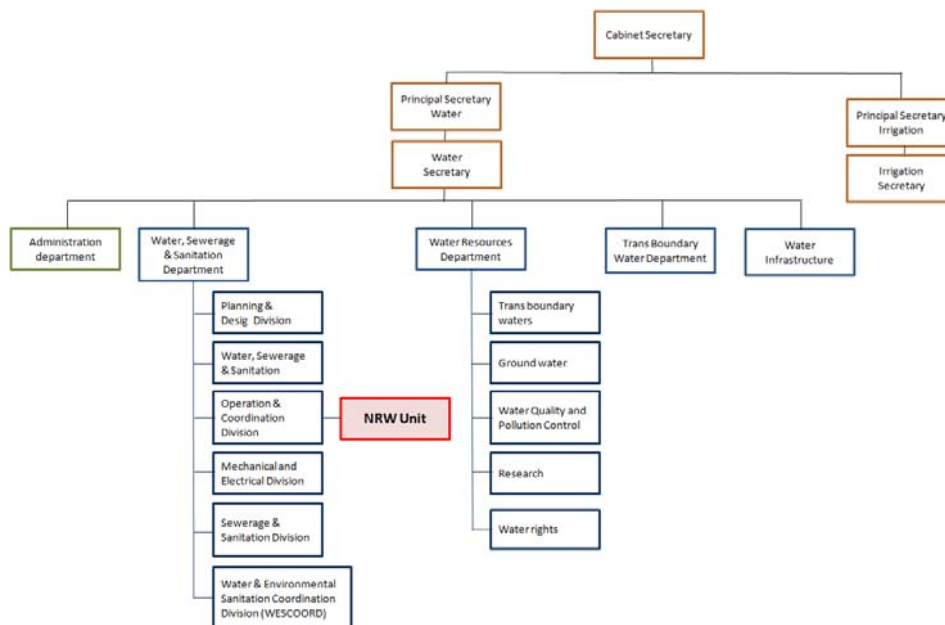 Cabinet Secretary
Principal Secretary
Water
Principal Secretary
Irrigation
Water
Secretary
Irrigation
Secretary
Administration
department
Water, Sewerage
& Sanitation
Department
Water Resources
Department
Trans Boundary
Water Department
Water
Infrastructure
Planning &
Desig Division
Water, Sewerage
& Sanitation
Operation &
Coordination
Division
NRW Unit
Mechanical and
Electrical Division
Sewerage &
Sanitation Division
Water & Environmental
Sanitation Coordination
Division (WESCOORD)
Trans boundary
waters
Ground water
Water Quality and
Pollution Control
Research
Water rights